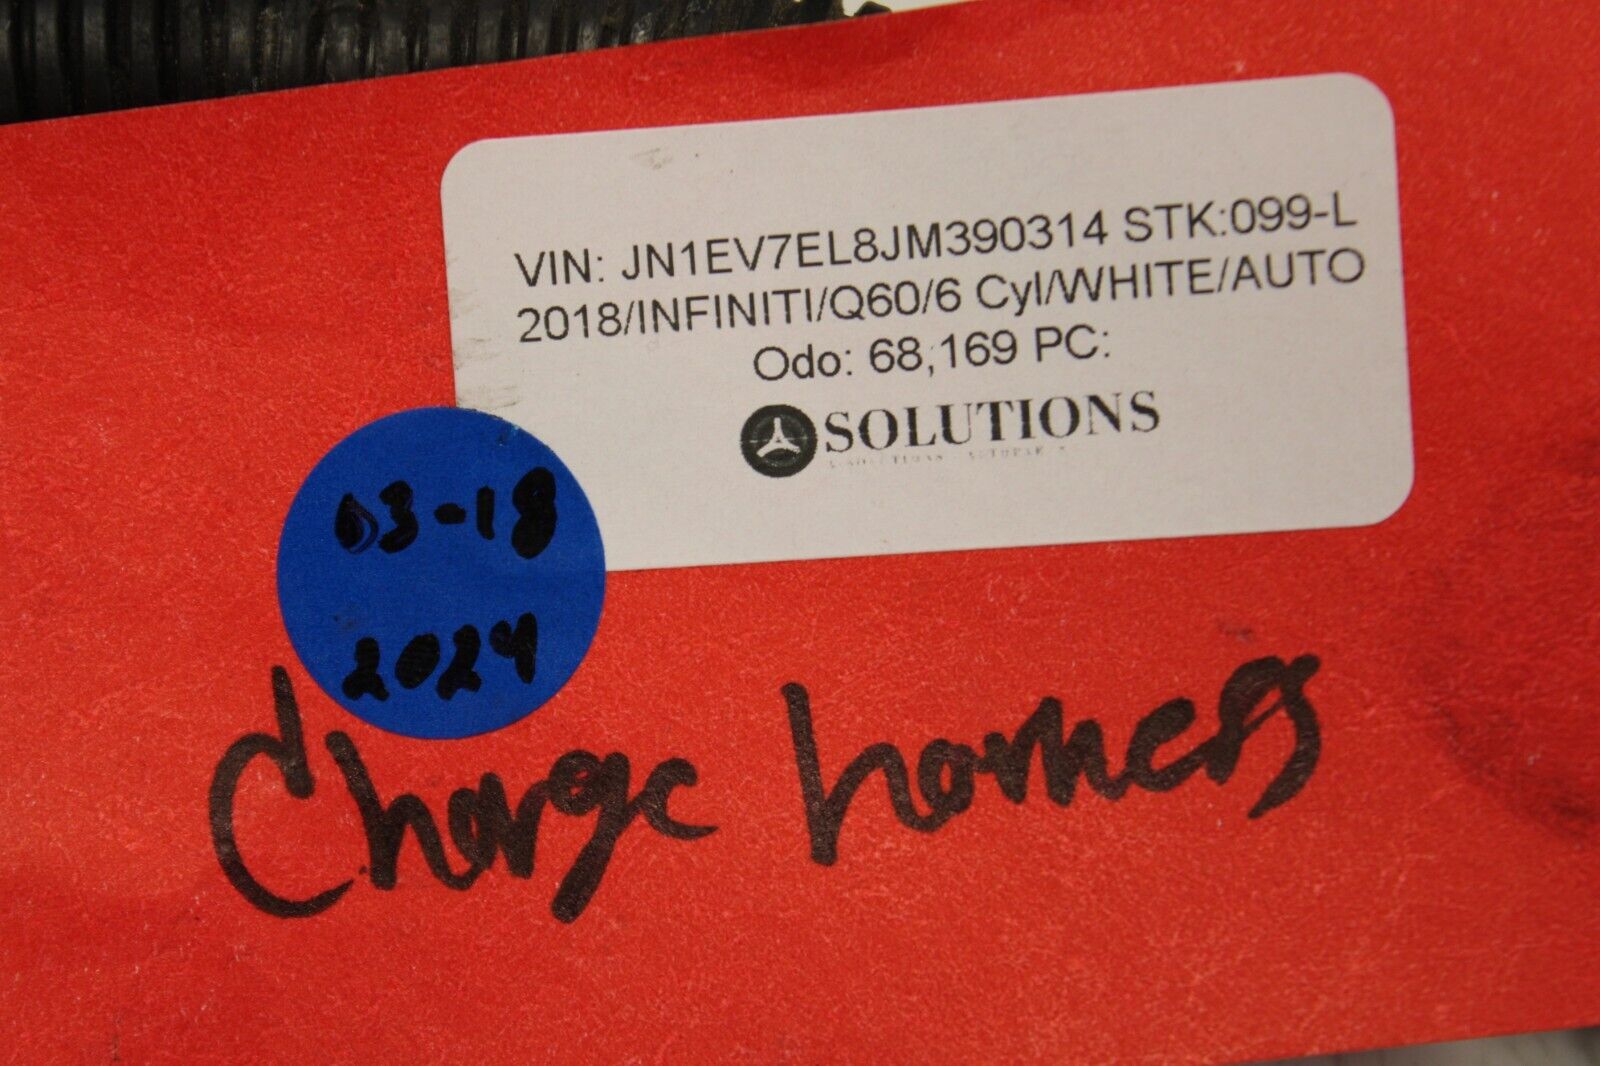 VIN: JN1EV7EL8JM390314 STK:099-L
2018/INFINITI/Q60/6 Cyl/WHITE/AUTO
Odo: 68,169 PC:
SOLUTIONS
03-18
2024
Charge harness